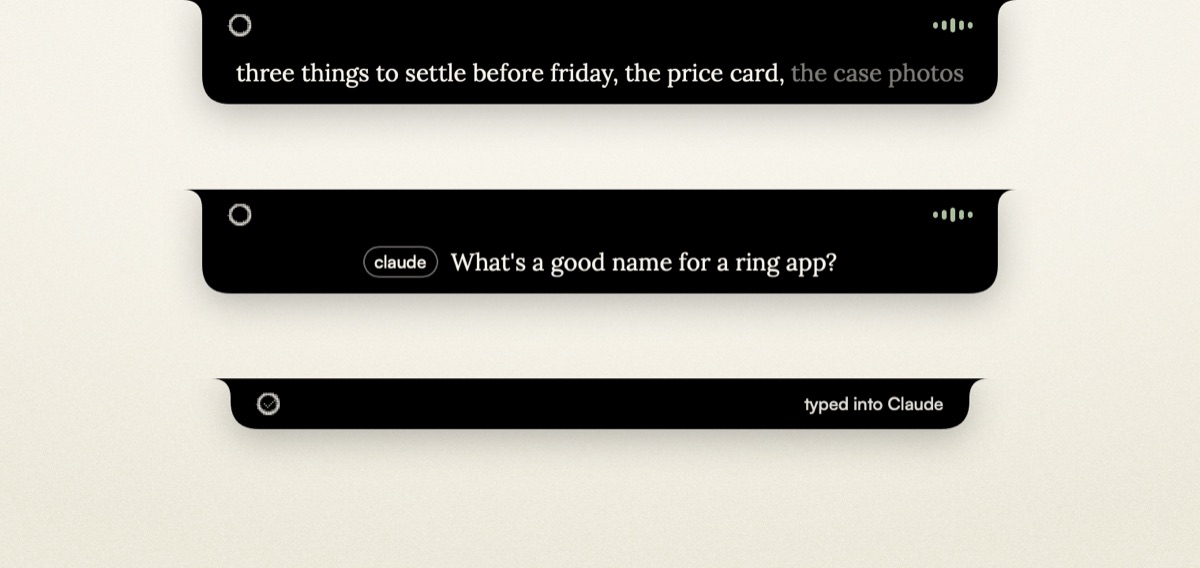 three things to settle before friday, the price card, the case photos
claude What's a good name for a ring app?
typed into Claude